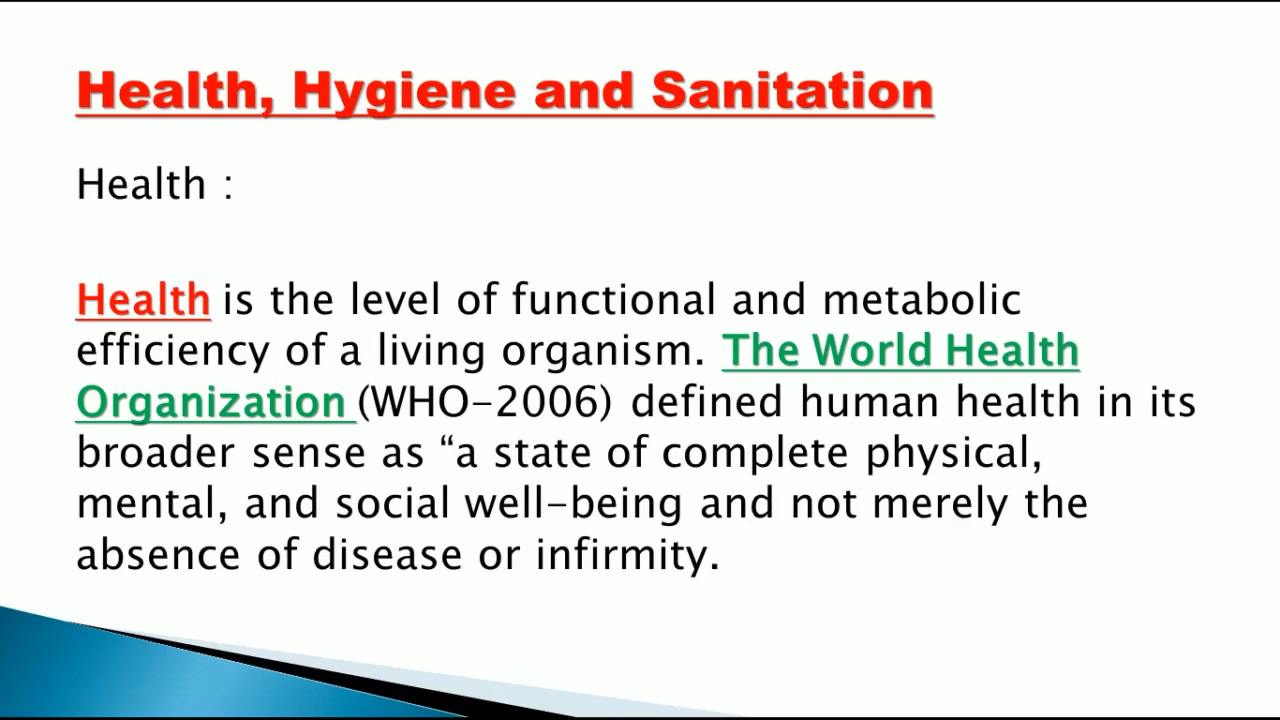 Health, Hygiene and Sanitation
Health :
Health is the level of functional and metabolic
efficiency of a living organism. The World Health
Organization (WHO-2006) defined human health in its
broader sense as “a state of complete physical,
mental, and social well-being and not merely the
absence of disease or infirmity.